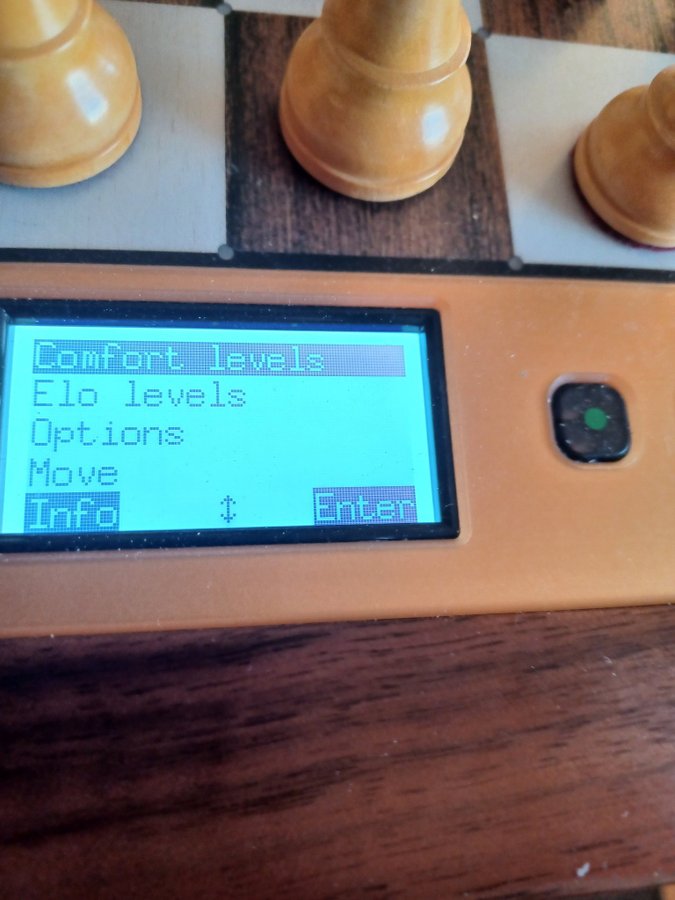 Comfort levels
Elo levels
Options
Move
Info ↕ Enter